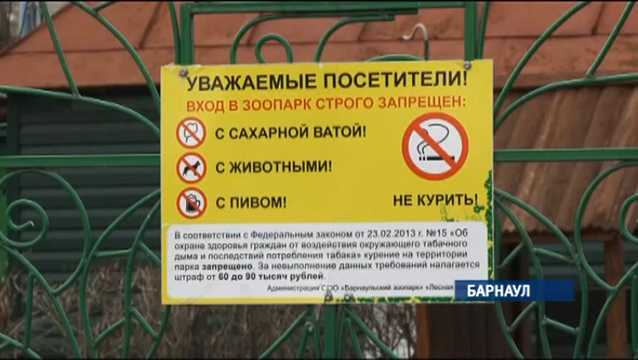 УВАЖАЕМЫЕ ПОСЕТИТЕЛИ!
ВХОД В ЗООПАРК СТРОГО ЗАПРЕЩЕН:
С САХАРНОЙ ВАТОЙ!
С ЖИВОТНЫМИ!
С ПИВОМ!
НЕ КУРИТЬ!
В соответствии с Федеральным законом от 23.02.2013 г. №15 «Об
охране здоровья граждан от воздействия окружающего табачного
дыма и последствий потребления табака» курение на территории
парка запрещено. За невыполнение данных требований налагается
штраф от 60 до 90 тысяч рублей.
Администрация «Барнаульский зоопарк» «Лесная
БАРНАУЛ